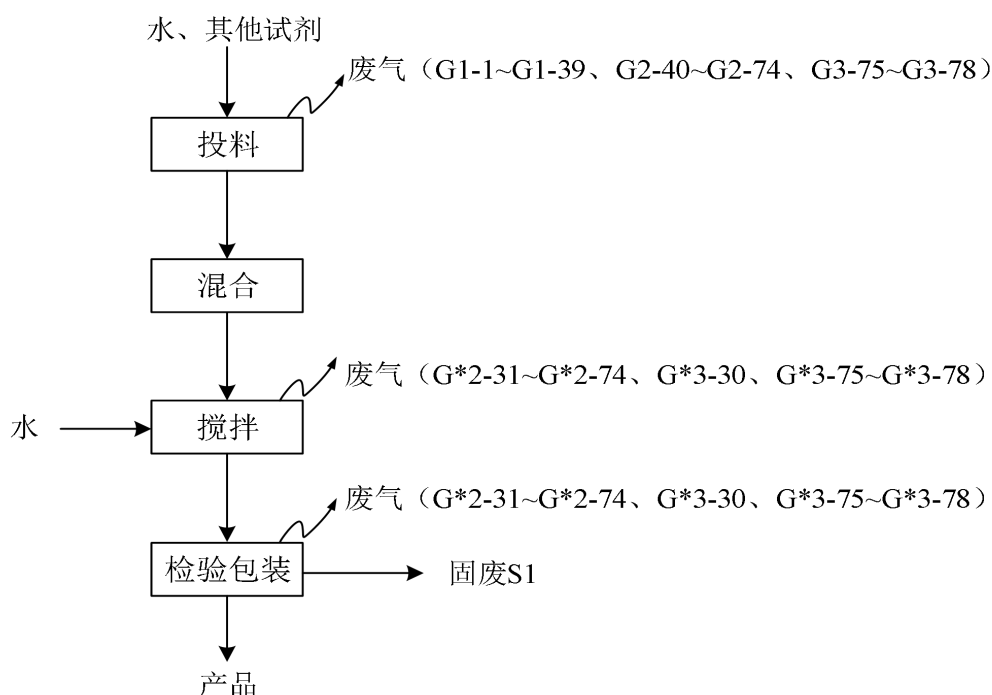 水、其他试剂
废气（G1-1~G1-39、G2-40~G2-74、G3-75~G3-78）
投料
混合
废气（G*2-31~G*2-74、G*3-30、G*3-75~G*3-78）
水
搅拌
废气（G*2-31~G*2-74、G*3-30、G*3-75~G*3-78）
检验包装
固废S1
产品